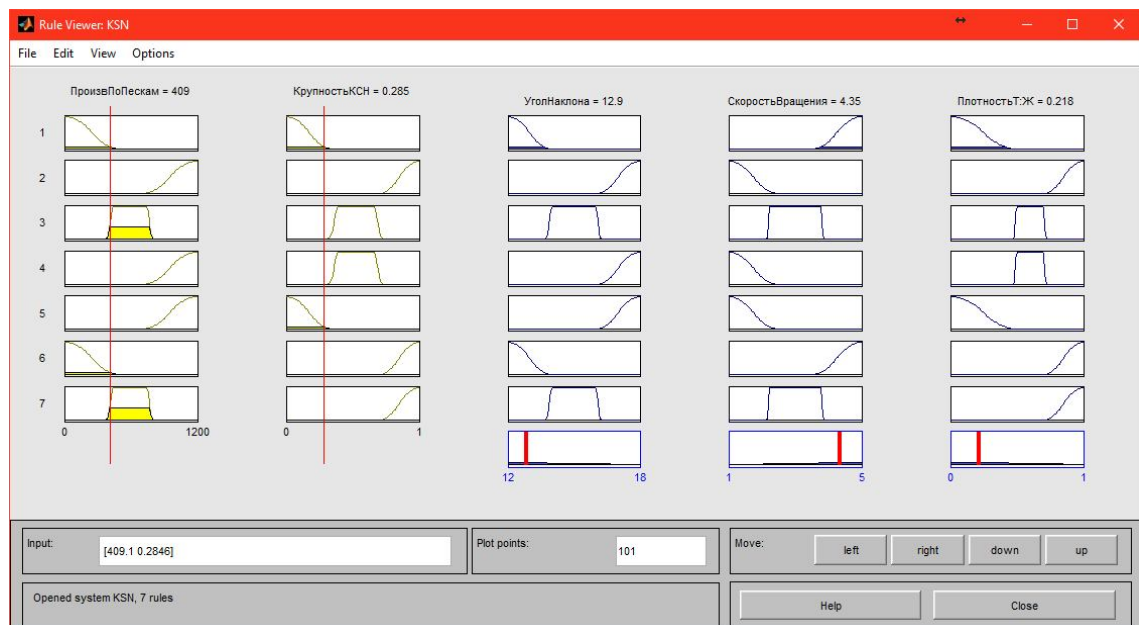 Rule Viewer: KSN
File Edit View Options
ПроизвПоПескам = 409
КрупностьКСН = 0.285
УголНаклона = 12.9
СкоростьВращения = 4.35
ПлотностьТ:Ж = 0.218
1
2
3
4
5
6
7
0 1200
0 1
12 18
1 5
0 1
Input: [409.1 0.2846]
Plot points: 101
Move: left right down up
Opened system KSN, 7 rules
Help Close